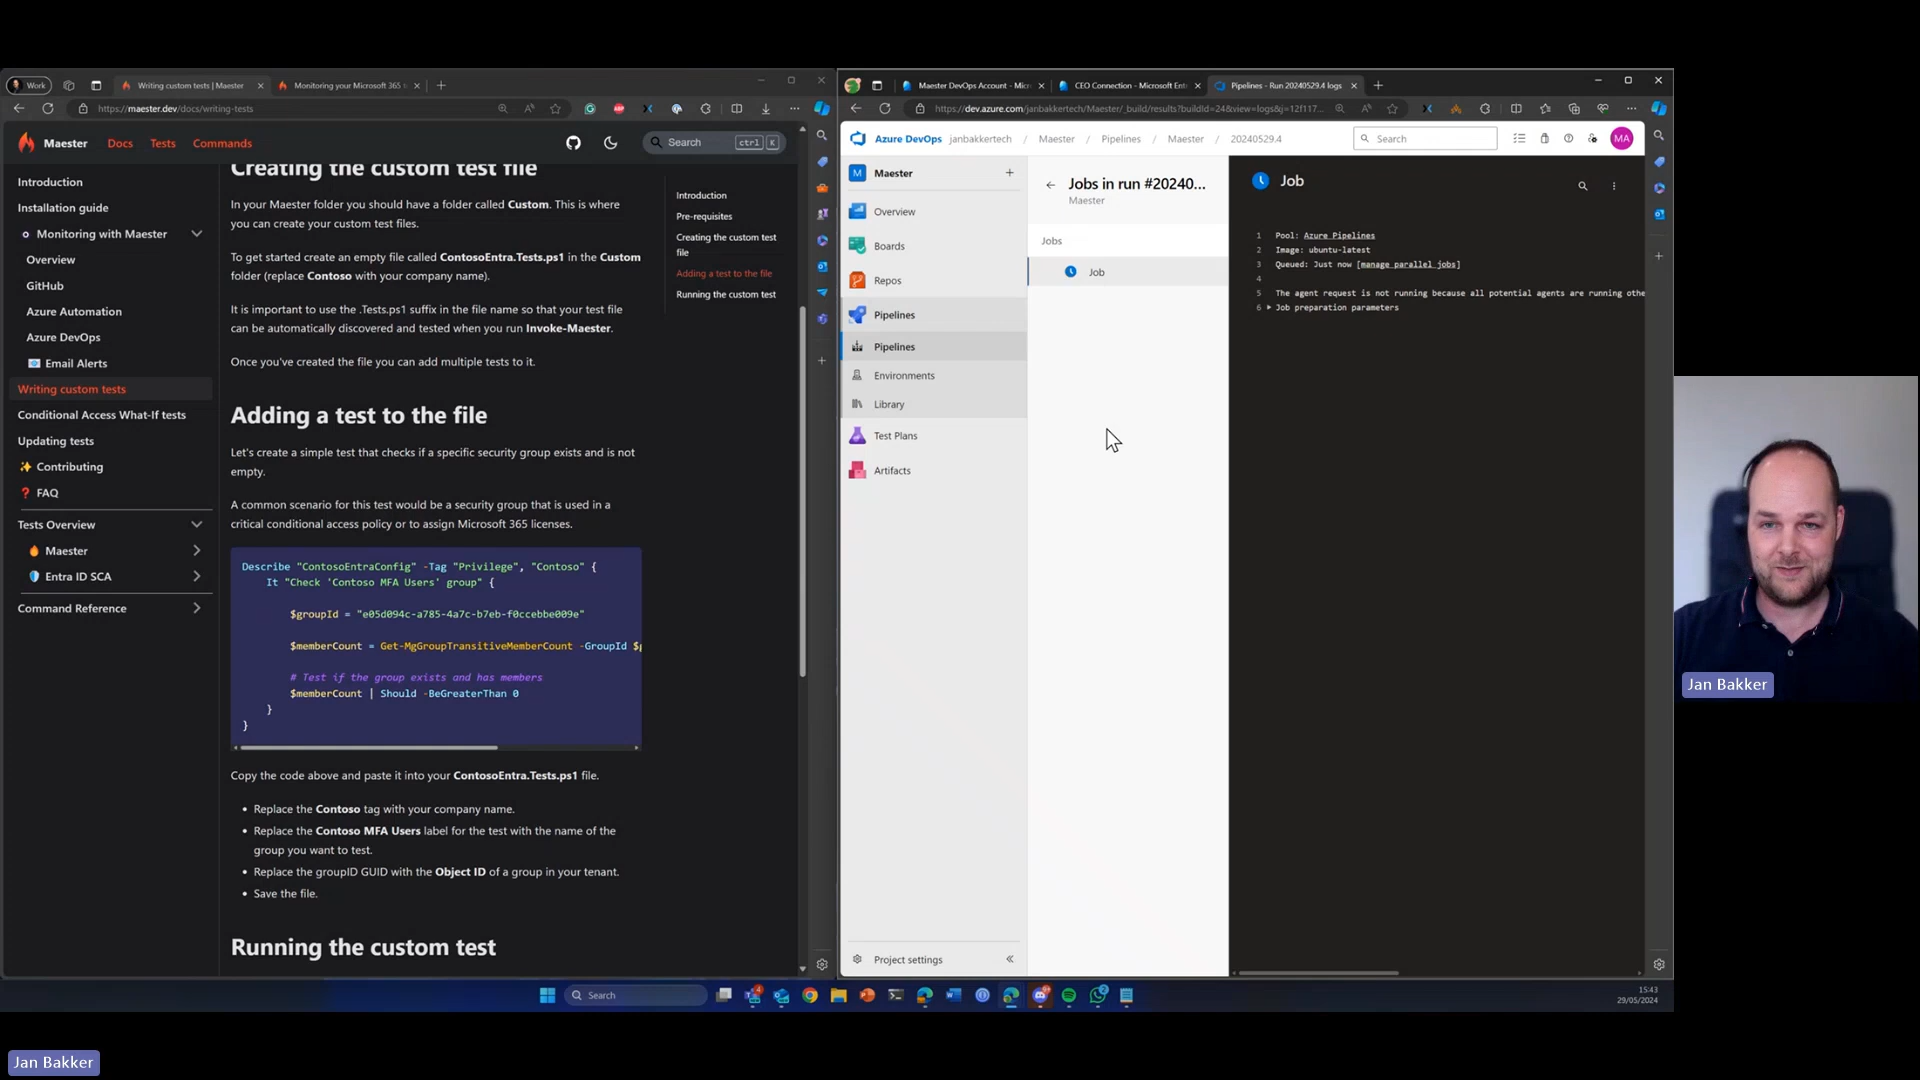 Work
Writing custom tests | Maester
Monitoring your Microsoft 365 t
https://maester.dev/docs/writing-tests
Maester
Docs
Tests
Commands
Search
ctrl K
Introduction
Installation guide
Monitoring with Maester
Overview
GitHub
Azure Automation
Azure DevOps
Email Alerts
Writing custom tests
Conditional Access What-If tests
Updating tests
Contributing
FAQ
Tests Overview
Maester
Entra ID SCA
Command Reference
Creating the custom test file
In your Maester folder you should have a folder called Custom. This is where
you can create your custom test files.
To get started create an empty file called ContosoEntra.Tests.ps1 in the Custom
folder (replace Contoso with your company name).
It is important to use the .Tests.ps1 suffix in the file name so that your test file
can be automatically discovered and tested when you run Invoke-Maester.
Once you've created the file you can add multiple tests to it.
Adding a test to the file
Let's create a simple test that checks if a specific security group exists and is not
empty.
A common scenario for this test would be a security group that is used in a
critical conditional access policy or to assign Microsoft 365 licenses.
Describe "ContosoEntraConfig" -Tag "Privilege", "Contoso" {
It "Check 'Contoso MFA Users' group" {
$groupId = "e05d094c-a785-4a7c-b7eb-f0ccebbe009e"
$memberCount = Get-MgGroupTransitiveMemberCount -GroupId $g
# Test if the group exists and has members
$memberCount | Should -BeGreaterThan 0
}
}
Copy the code above and paste it into your ContosoEntra.Tests.ps1 file.
• Replace the Contoso tag with your company name.
• Replace the Contoso MFA Users label for the test with the name of the
group you want to test.
• Replace the groupID GUID with the Object ID of a group in your tenant.
• Save the file.
Running the custom test
Introduction
Pre-requisites
Creating the custom test
file
Adding a test to the file
Running the custom test
Maester DevOps Account - Micr
CEO Connection - Microsoft Ent
Pipelines - Run 20240529.4 logs
https://dev.azure.com/janbakkertech/Maester/_build/results?buildId=24&view=logs&j=12f117...
Azure DevOps
janbakkertech / Maester / Pipelines / Maester / 20240529.4
Search
MA
M
Maester
Overview
Boards
Repos
Pipelines
Pipelines
Environments
Library
Test Plans
Artifacts
Project settings
Jobs in run #20240...
Maester
Jobs
Job
Job
1 Pool: Azure Pipelines
2 Image: ubuntu-latest
3 Queued: Just now [manage parallel jobs]
4
5 The agent request is not running because all potential agents are running othe
6 Job preparation parameters
Search
15:43
29/05/2024
Jan Bakker
Jan Bakker